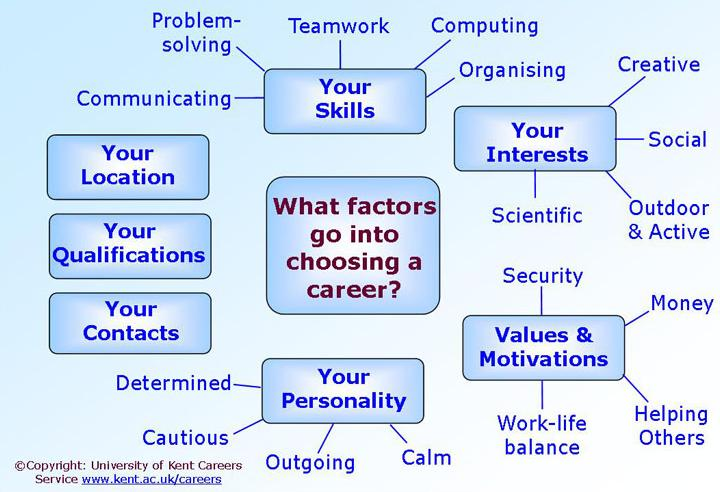 Problem-
solving
Teamwork
Computing
Communicating
Organising
Your
Skills
Creative
Social
Your
Interests
Scientific
Outdoor
& Active
Your
Location
Your
Qualifications
Your
Contacts
What factors
go into
choosing a
career?
Security
Money
Values &
Motivations
Work-life
balance
Helping
Others
Your
Personality
Determined
Cautious
Outgoing
Calm
©Copyright: University of Kent Careers
Service www.kent.ac.uk/careers